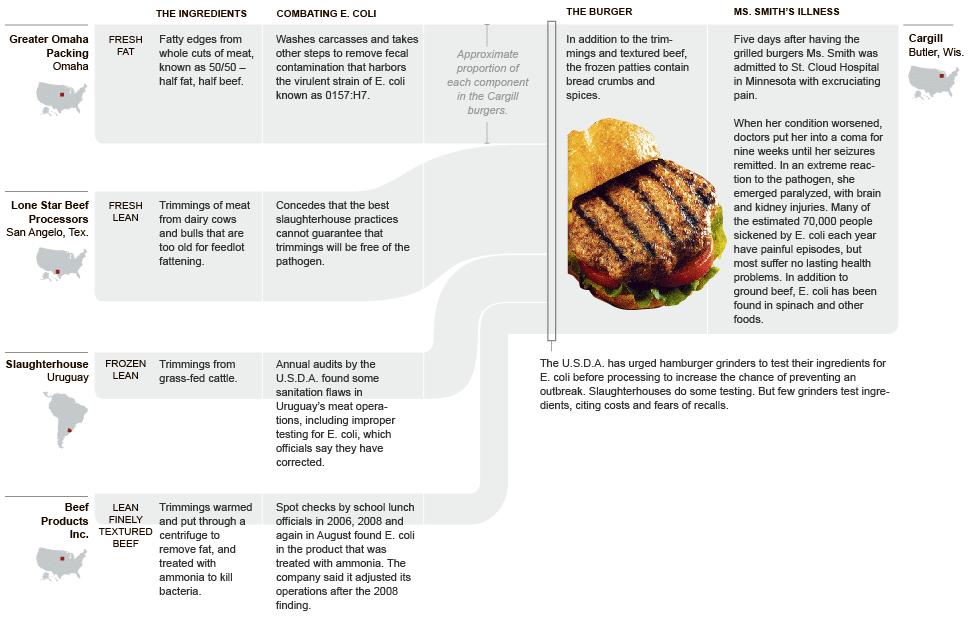 THE INGREDIENTS
COMBATING E. COLI
THE BURGER
MS. SMITH'S ILLNESS
Greater Omaha
Packing
Omaha
FRESH
FAT
Fatty edges from
whole cuts of meat,
known as 50/50 –
half fat, half beef.
Washes carcasses and takes
other steps to remove fecal
contamination that harbors
the virulent strain of E. coli
known as 0157:H7.
Approximate
proportion of
each component
in the Cargill
burgers.
In addition to the trim-
mings and textured beef,
the frozen patties contain
bread crumbs and
spices.
Five days after having the
grilled burgers Ms. Smith was
admitted to St. Cloud Hospital
in Minnesota with excruciating
pain.
When her condition worsened,
doctors put her into a coma for
nine weeks until her seizures
remitted. In an extreme reac-
tion to the pathogen, she
emerged paralyzed, with brain
and kidney injuries. Many of
the estimated 70,000 people
sickened by E. coli each year
have painful episodes, but
most suffer no lasting health
problems. In addition to
ground beef, E. coli has been
found in spinach and other
foods.
Cargill
Butler, Wis.
Lone Star Beef
Processors
San Angelo, Tex.
FRESH
LEAN
Trimmings of meat
from dairy cows
and bulls that are
too old for feedlot
fattening.
Concedes that the best
slaughterhouse practices
cannot guarantee that
trimmings will be free of the
pathogen.
Slaughterhouse
Uruguay
FROZEN
LEAN
Trimmings from
grass-fed cattle.
Annual audits by the
U.S.D.A. found some
sanitation flaws in
Uruguay's meat opera-
tions, including improper
testing for E. coli, which
officials say they have
corrected.
The U.S.D.A. has urged hamburger grinders to test their ingredients for
E. coli before processing to increase the chance of preventing an
outbreak. Slaughterhouses do some testing. But few grinders test ingre-
dients, citing costs and fears of recalls.
Beef
Products
Inc.
LEAN
FINELY
TEXTURED
BEEF
Trimmings warmed
and put through a
centrifuge to
remove fat, and
treated with
ammonia to kill
bacteria.
Spot checks by school lunch
officials in 2006, 2008 and
again in August found E. coli
in the product that was
treated with ammonia. The
company said it adjusted its
operations after the 2008
finding.